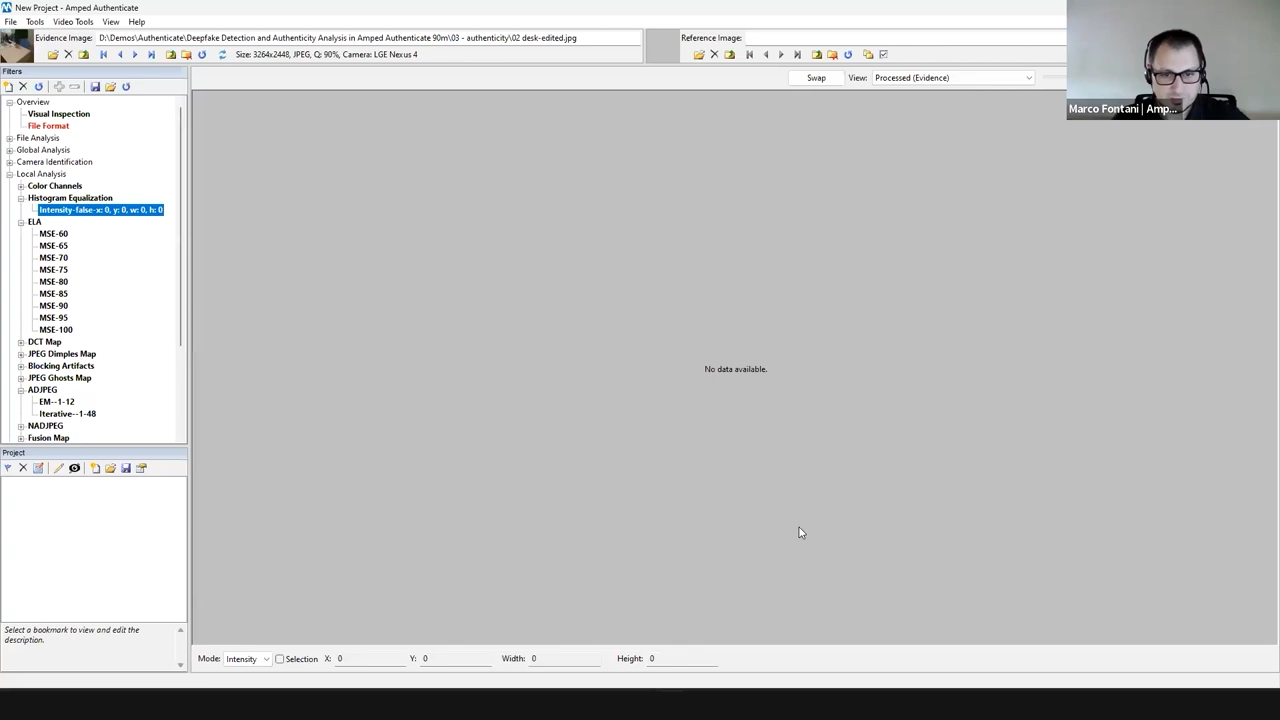 New Project - Amped Authenticate
File Tools Video Tools View Help
Evidence Image: D:\Demos\Authenticate\Deepfake Detection and Authenticity Analysis in Amped Authenticate 90m\03 - authenticity\02 desk-edited.jpg
Reference Image:
Size: 3264x2448, JPEG, Q: 90%, Camera: LGE Nexus 4
Filters
Swap View: Processed (Evidence)
Marco Fontani | Amp...
Overview
Visual Inspection
File Format
File Analysis
Global Analysis
Camera Identification
Local Analysis
Color Channels
Histogram Equalization
Intensity-false-x: 0, y: 0, w: 0, h: 0
ELA
MSE-60
MSE-65
MSE-70
MSE-75
MSE-80
MSE-85
MSE-90
MSE-95
MSE-100
DCT Map
JPEG Dimples Map
Blocking Artifacts
JPEG Ghosts Map
ADJPEG
EM--1-12
Iterative--1-48
NADJPEG
Fusion Map
No data available.
Project
Select a bookmark to view and edit the
description.
Mode: Intensity Selection X: 0 Y: 0 Width: 0 Height: 0